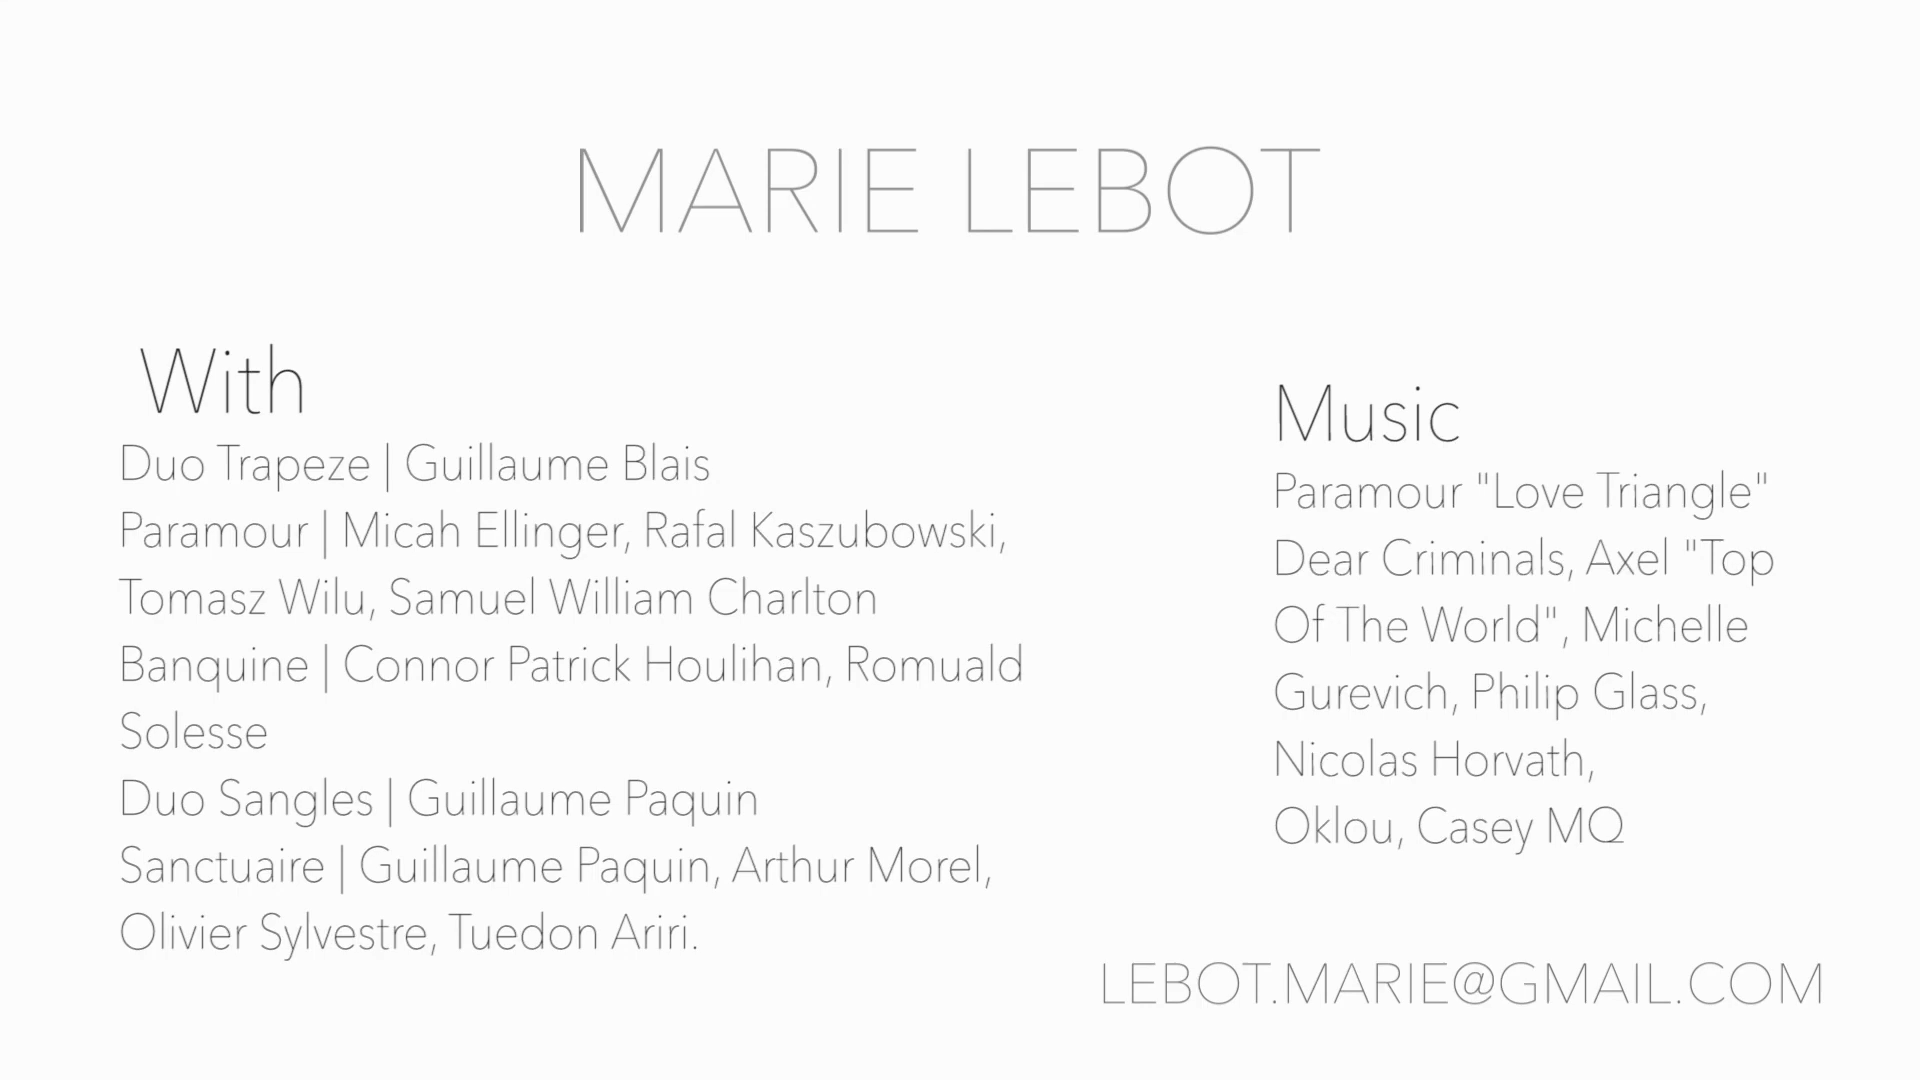 MARIE LEBOT
With
Duo Trapeze | Guillaume Blais
Paramour | Micah Ellinger, Rafal Kaszubowski,
Tomasz Wilu, Samuel William Charlton
Banquine | Connor Patrick Houlihan, Romuald
Solesse
Duo Sangles | Guillaume Paquin
Sanctuaire | Guillaume Paquin, Arthur Morel,
Olivier Sylvestre, Tuedon Ariri.
Music
Paramour "Love Triangle"
Dear Criminals, Axel "Top
Of The World", Michelle
Gurevich, Philip Glass,
Nicolas Horvath,
Oklou, Casey MQ
LEBOT.MARIE@GMAIL.COM